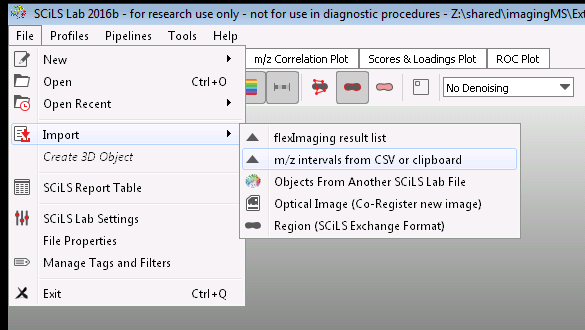 SCiLS Lab 2016b - for research use only - not for use in diagnostic procedures - Z:\shared\imagingMS\Ext
File Profiles Pipelines Tools Help
m/z Correlation Plot Scores & Loadings Plot ROC Plot
New
Open Ctrl+O
No Denoising
Open Recent
Import
flexImaging result list
Create 3D Object
m/z intervals from CSV or clipboard
SCiLS Report Table
Objects From Another SCiLS Lab File
Optical Image (Co-Register new image)
SCiLS Lab Settings
Region (SCiLS Exchange Format)
File Properties
Manage Tags and Filters
Exit Ctrl+Q